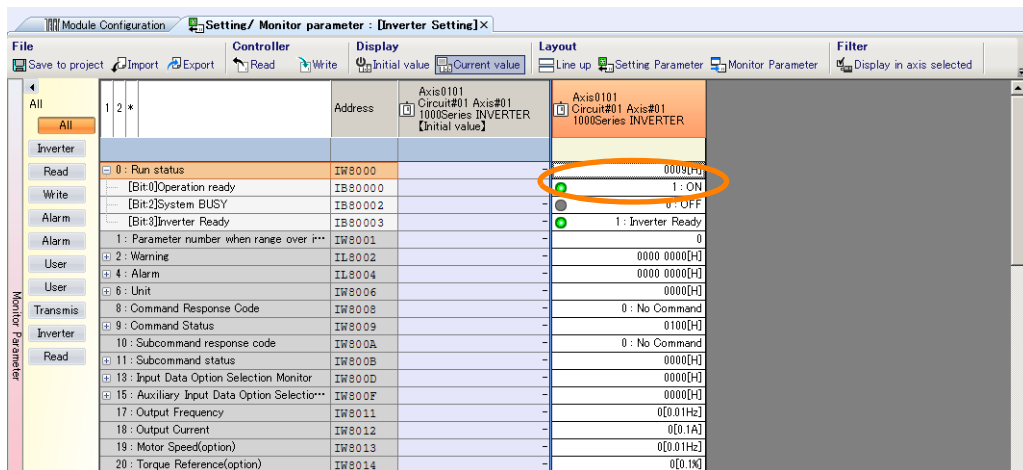 Module Configuration Setting/ Monitor parameter : [Inverter Setting]×
File Controller Display Layout Filter
Save to project Import Export Read Write Initial value Current value Line up Setting Parameter Monitor Parameter Display in axis selected
All
All
Inverter
Read
Write
Alarm
Alarm
User
User
Transmis
Inverter
Read
Monitor Parameter
1 2 * Address
Axis0101
Circuit#01 Axis#01
1000Series INVERTER
【Initial value】
Axis0101
Circuit#01 Axis#01
1000Series INVERTER
0 : Run status IW8000 - 0009[H]
[Bit:0]Operation ready IB80000 - 1 : ON
[Bit:2]System BUSY IB80002 - 0 : OFF
[Bit:3]Inverter Ready IB80003 - 1 : Inverter Ready
1 : Parameter number when range over i··· IW8001 - 0
2 : Warning IL8002 - 0000 0000[H]
4 : Alarm IL8004 - 0000 0000[H]
6 : Unit IW8006 - 0000[H]
8 : Command Response Code IW8008 - 0 : No Command
9 : Command Status IW8009 - 0100[H]
10 : Subcommand response code IW800A - 0 : No Command
11 : Subcommand status IW800B - 0000[H]
13 : Input Data Option Selection Monitor IW800D - 0000[H]
15 : Auxiliary Input Data Option Selectio··· IW800F - 0000[H]
17 : Output Frequency IW8011 - 0[0.01Hz]
18 : Output Current IW8012 - 0[0.1A]
19 : Motor Speed(option) IW8013 - 0[0.01Hz]
20 : Torque Reference(option) IW8014 - 0[0.1%]